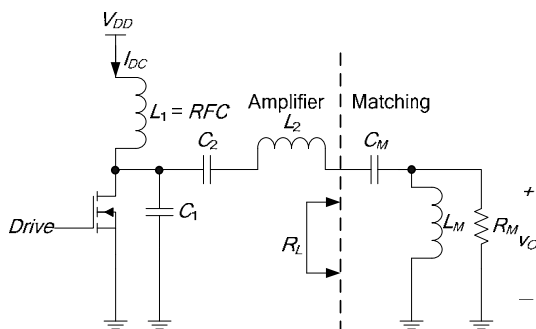 V_DD
I_DC
L_1 = RFC
Amplifier
Matching
L_2
C_2
C_M
C_1
Drive
R_L
L_M
R_M
+
v_O
–